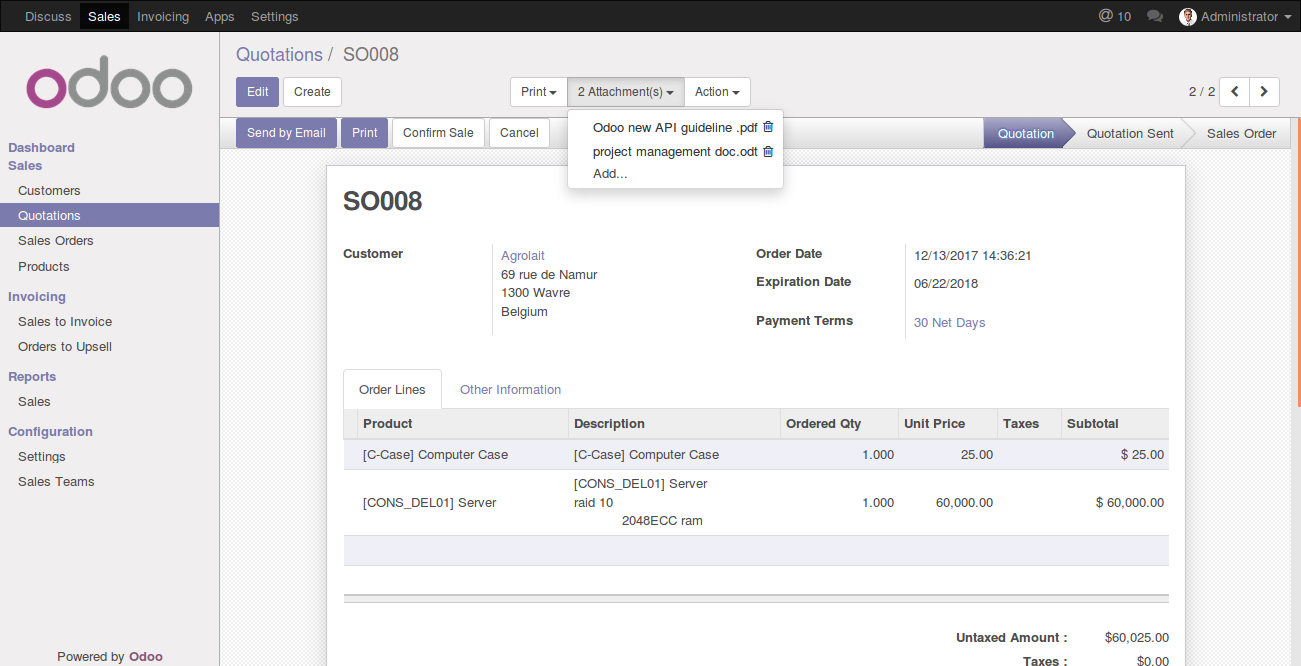 Discuss Sales Invoicing Apps Settings @ 10 Administrator
odoo
Quotations / SO008
Edit Create Print 2 Attachment(s) Action 2 / 2
Send by Email Print Confirm Sale Cancel Quotation Quotation Sent Sales Order
Odoo new API guideline .pdf
project management doc.odt
Add...
Dashboard
Sales
Customers
Quotations
Sales Orders
Products
Invoicing
Sales to Invoice
Orders to Upsell
Reports
Sales
Configuration
Settings
Sales Teams
Powered by Odoo
SO008
Customer
Agrolait
69 rue de Namur
1300 Wavre
Belgium
Order Date 12/13/2017 14:36:21
Expiration Date 06/22/2018
Payment Terms 30 Net Days
Order Lines Other Information
Product Description Ordered Qty Unit Price Taxes Subtotal
[C-Case] Computer Case [C-Case] Computer Case 1.000 25.00 $ 25.00
[CONS_DEL01] Server
[CONS_DEL01] Server raid 10 1.000 60,000.00 $ 60,000.00
2048ECC ram
Untaxed Amount : $60,025.00
Taxes : $0.00